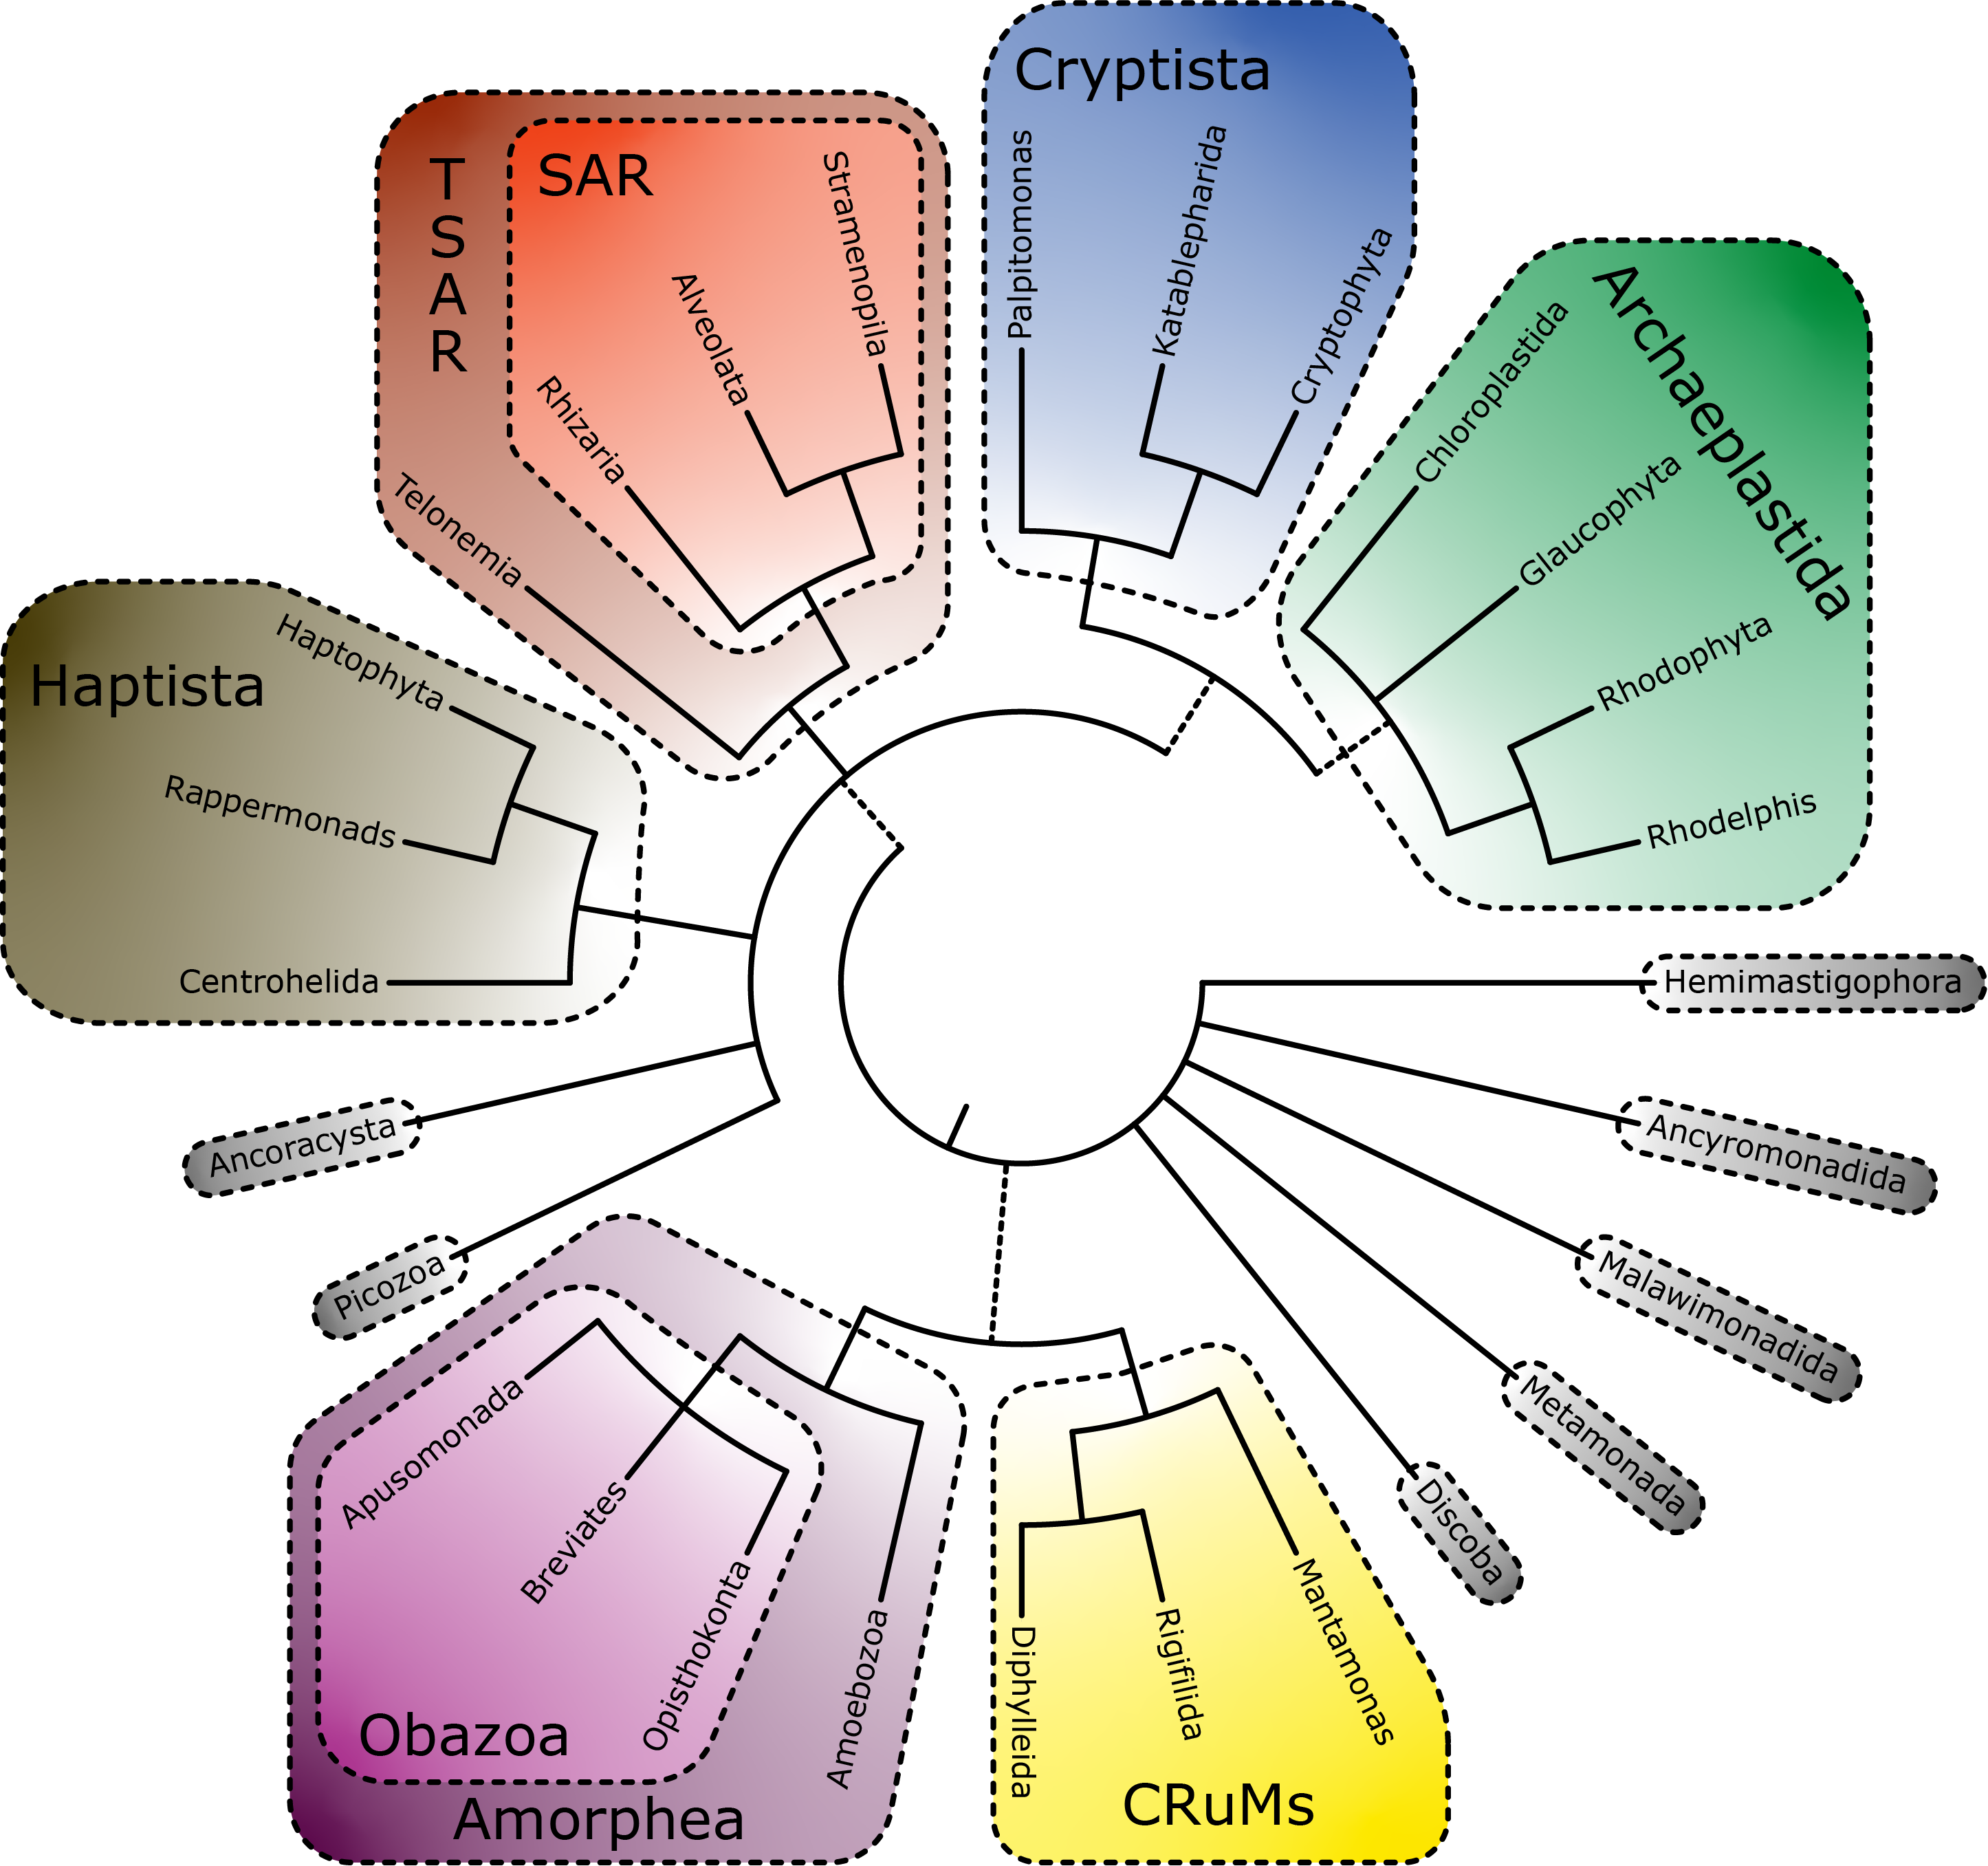 Cryptista
Palpitomonas
Katablepharida
Cryptophyta
TSAR
SAR
Stramenopila
Alveolata
Rhizaria
Telonemia
Archaeplastida
Chloroplastida
Glaucophyta
Rhodophyta
Rhodelphis
Haptista
Haptophyta
Rappermonads
Centrohelida
Hemimastigophora
Ancyromonadida
Malawimonadida
Metamonada
Discoba
Ancoracysta
Picozoa
Apusomonada
Breviates
Opisthokonta
Amoebozoa
Obazoa
Amorphea
Diphylleida
Rigifilida
Mantamonas
CRuMs